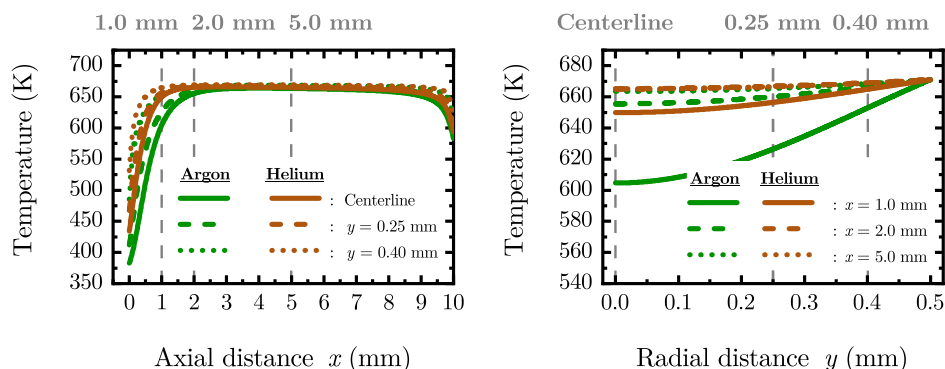 1.0 mm 2.0 mm 5.0 mm
700
650
600
550
500
450
400
350
Temperature (K)
Argon Helium
: Centerline
: y = 0.25 mm
: y = 0.40 mm
0 1 2 3 4 5 6 7 8 9 10
Axial distance x (mm)
Centerline 0.25 mm 0.40 mm
680
660
640
620
600
580
560
540
Temperature (K)
Argon Helium
: x = 1.0 mm
: x = 2.0 mm
: x = 5.0 mm
0.0 0.1 0.2 0.3 0.4 0.5
Radial distance y (mm)